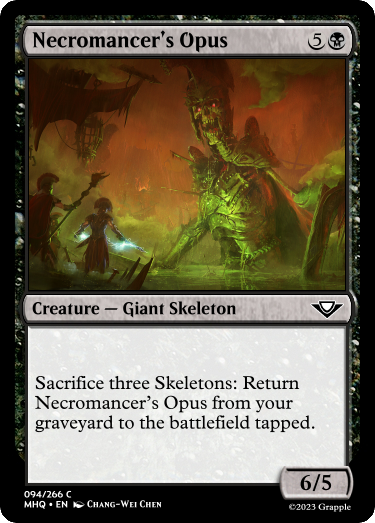 Necromancer's Opus 5
Creature — Giant Skeleton
Sacrifice three Skeletons: Return
Necromancer's Opus from your
graveyard to the battlefield tapped.
6/5
094/266 C
MHQ • EN Chang-Wei Chen
©2023 Grapple